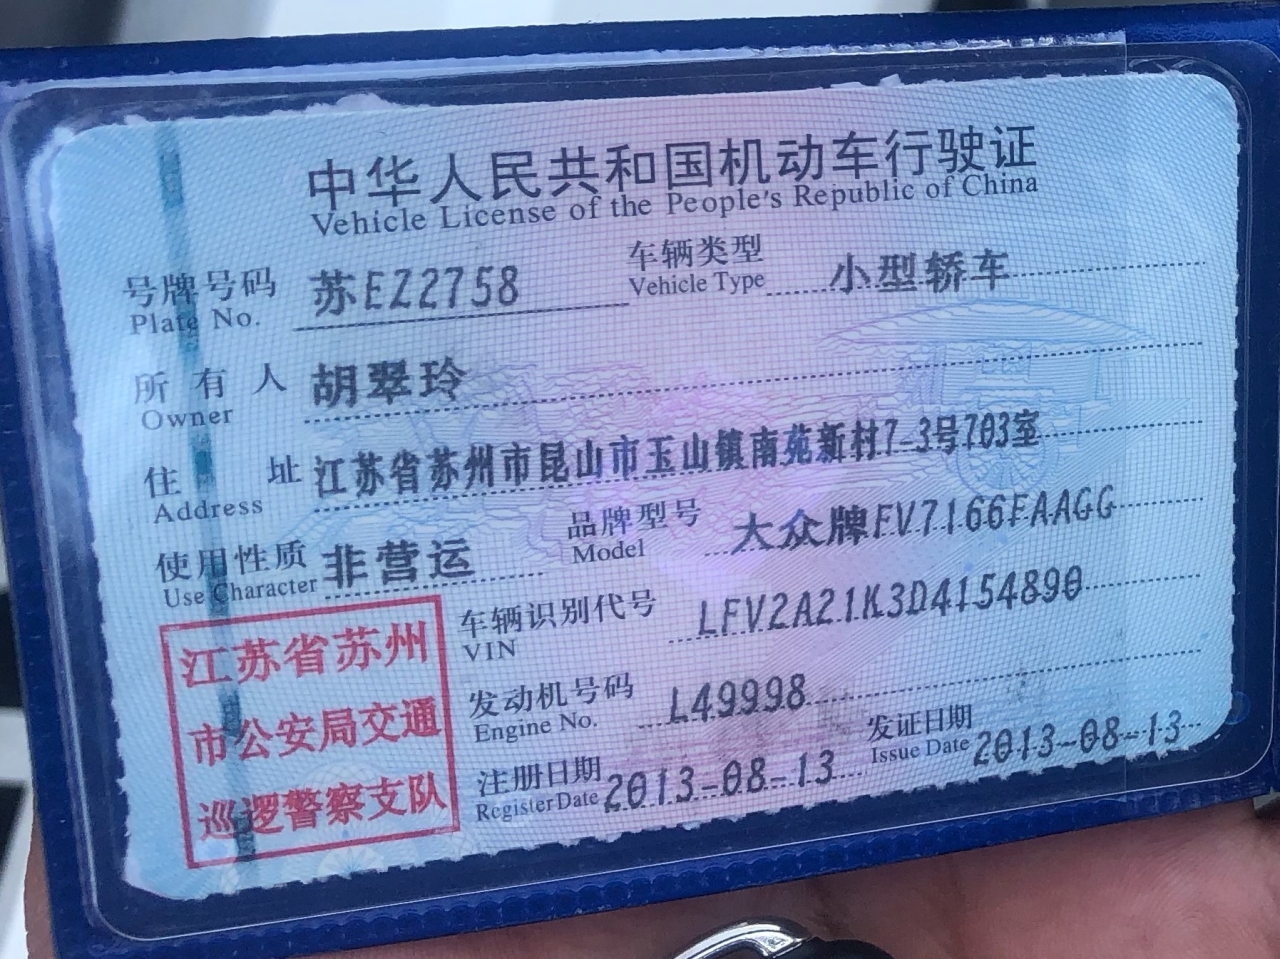 中华人民共和国机动车行驶证
Vehicle License of the People's Republic of China
号牌号码 苏EZ2758 车辆类型 小型轿车
Plate No. Vehicle Type
所有人 胡翠玲
Owner
住址 江苏省苏州市昆山市玉山镇南苑新村7-3号703室
Address
使用性质 非营运 品牌型号 大众牌FV7166FAAGG
Use Character Model
江苏省苏州
市公安局交通
巡逻警察支队
车辆识别代号 LFV2A21K3D4154890
VIN
发动机号码 L49998
Engine No.
注册日期 2013-08-13 发证日期 2013-08-13
Register Date Issue Date